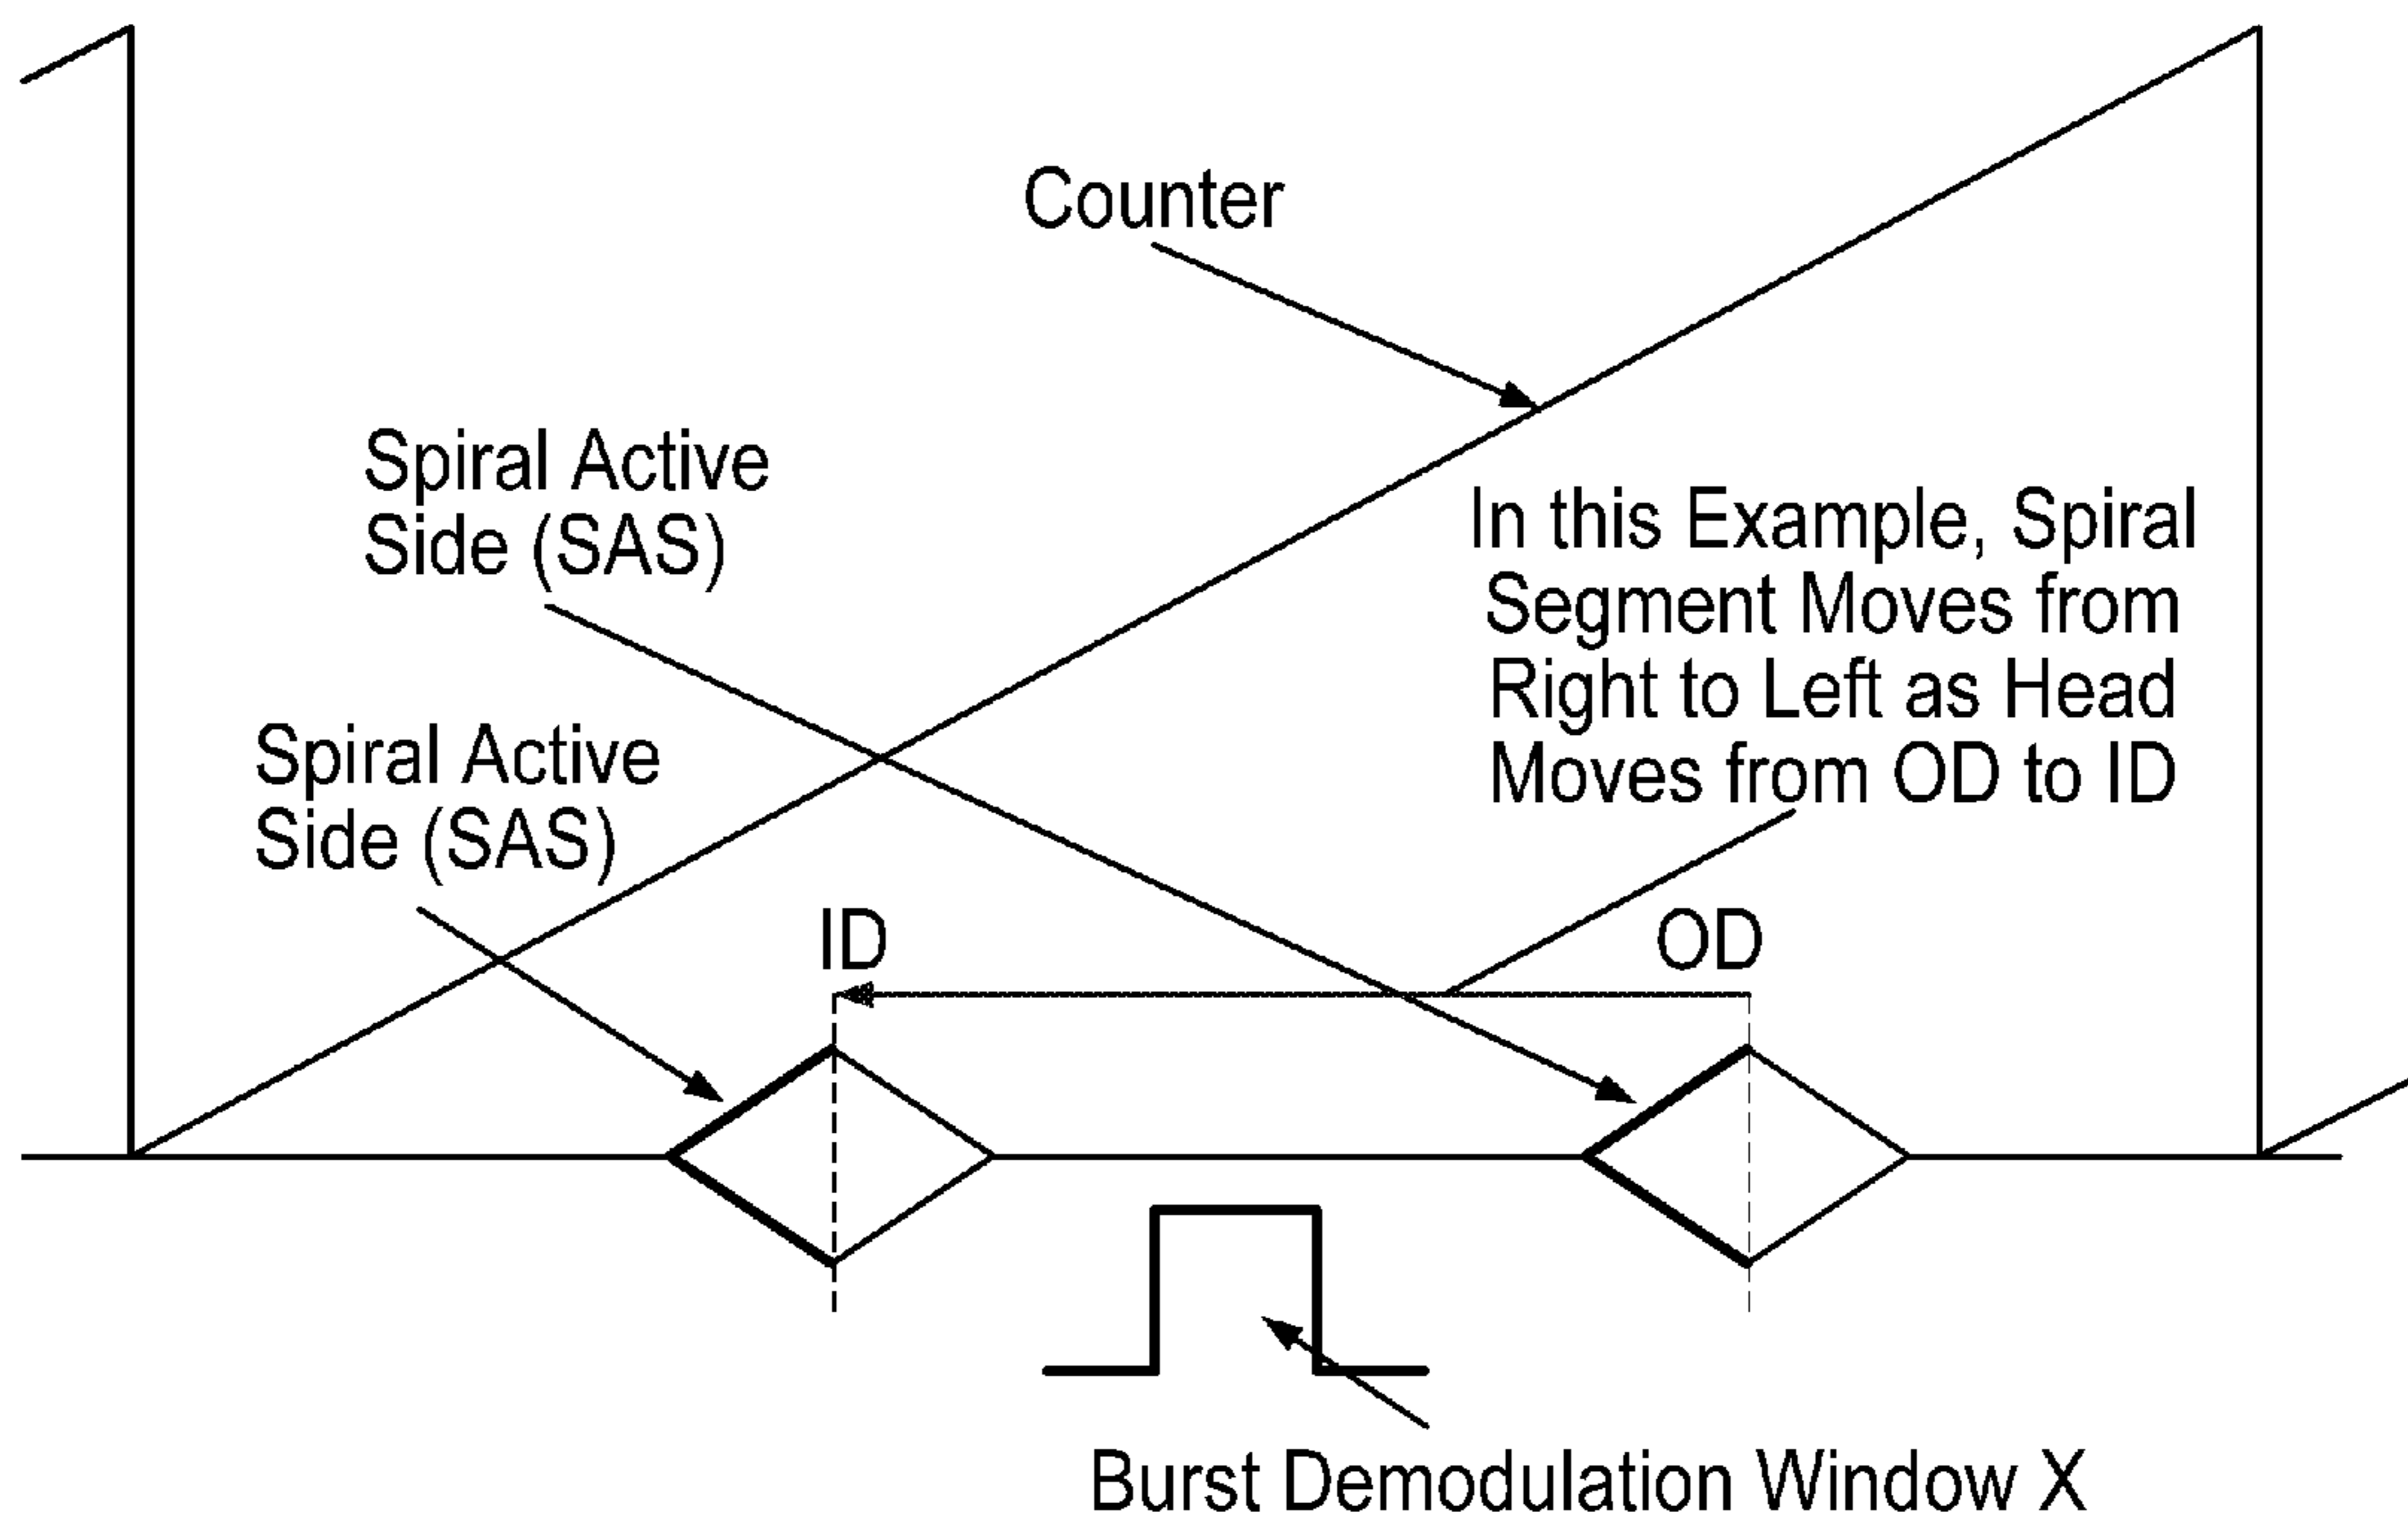 Counter
Spiral Active
Side (SAS)
In this Example, Spiral
Segment Moves from
Right to Left as Head
Moves from OD to ID
Spiral Active
Side (SAS)
ID
OD
Burst Demodulation Window X